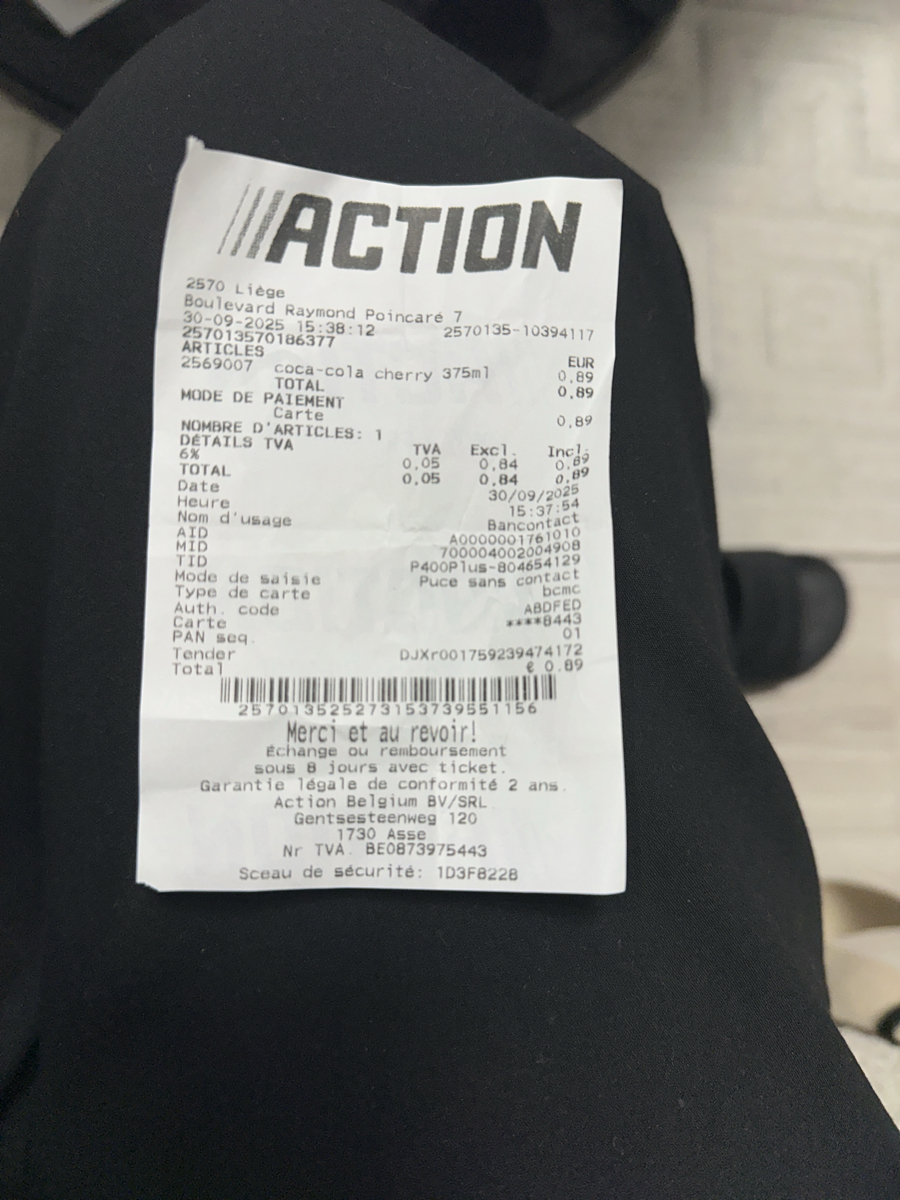 ACTION
2570 Liège
Boulevard Raymond Poincaré 7
30-09-2025 15:38:12 2570135-10394117
257013570186377
ARTICLES EUR
2569007 coca-cola cherry 375ml 0,89
TOTAL 0,89
MODE DE PAIEMENT
Carte 0,89
NOMBRE D'ARTICLES: 1
DÉTAILS TVA TVA Excl. Incl.
6% 0,05 0,84 0,89
TOTAL 0,05 0,84 0,89
Date 30/09/2025
Heure 15:37:54
Nom d'usage Bancontact
AID A0000001761010
MID 700004002004908
TID P400Plus-804654129
Mode de saisie Puce sans contact
Type de carte bcmc
Auth. code ABDFED
Carte ****8443
PAN seq. 01
Tender DJXr001759239474172
Total € 0.89
257013525273153739551156
Merci et au revoir!
Échange ou remboursement
sous 8 jours avec ticket.
Garantie légale de conformité 2 ans.
Action Belgium BV/SRL
Gentsesteenweg 120
1730 Asse
Nr TVA. BE0873975443
Sceau de sécurité: 1D3F8228